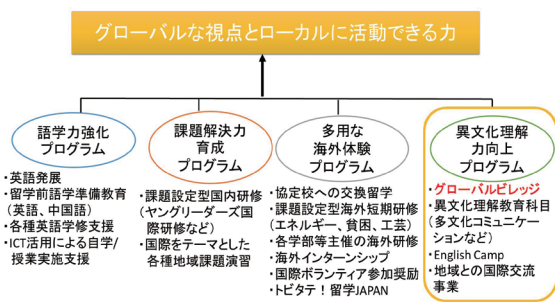 グローバルな視点とローカルに活動できる力
語学力強化
プログラム
・英語発展
・留学前語学準備教育
(英語、中国語)
・各種英語学修支援
・ICT活用による自学/
授業実施支援
課題解決力
育成
プログラム
・課題設定型国内研修
(ヤングリーダーズ国
際研修など)
・国際をテーマとした
各種地域課題演習
多用な
海外体験
プログラム
・協定校への交換留学
・課題設定型海外短期研修
(エネルギー、貧困、工芸)
・各学部等主催の海外研修
・海外インターンシップ
・国際ボランティア参加奨励
・トビタテ!留学JAPAN
異文化理解
力向上
プログラム
・グローバルビレッジ
・異文化理解教育科目
(多文化コミュニケー
ションなど)
・English Camp
・地域との国際交流
事業